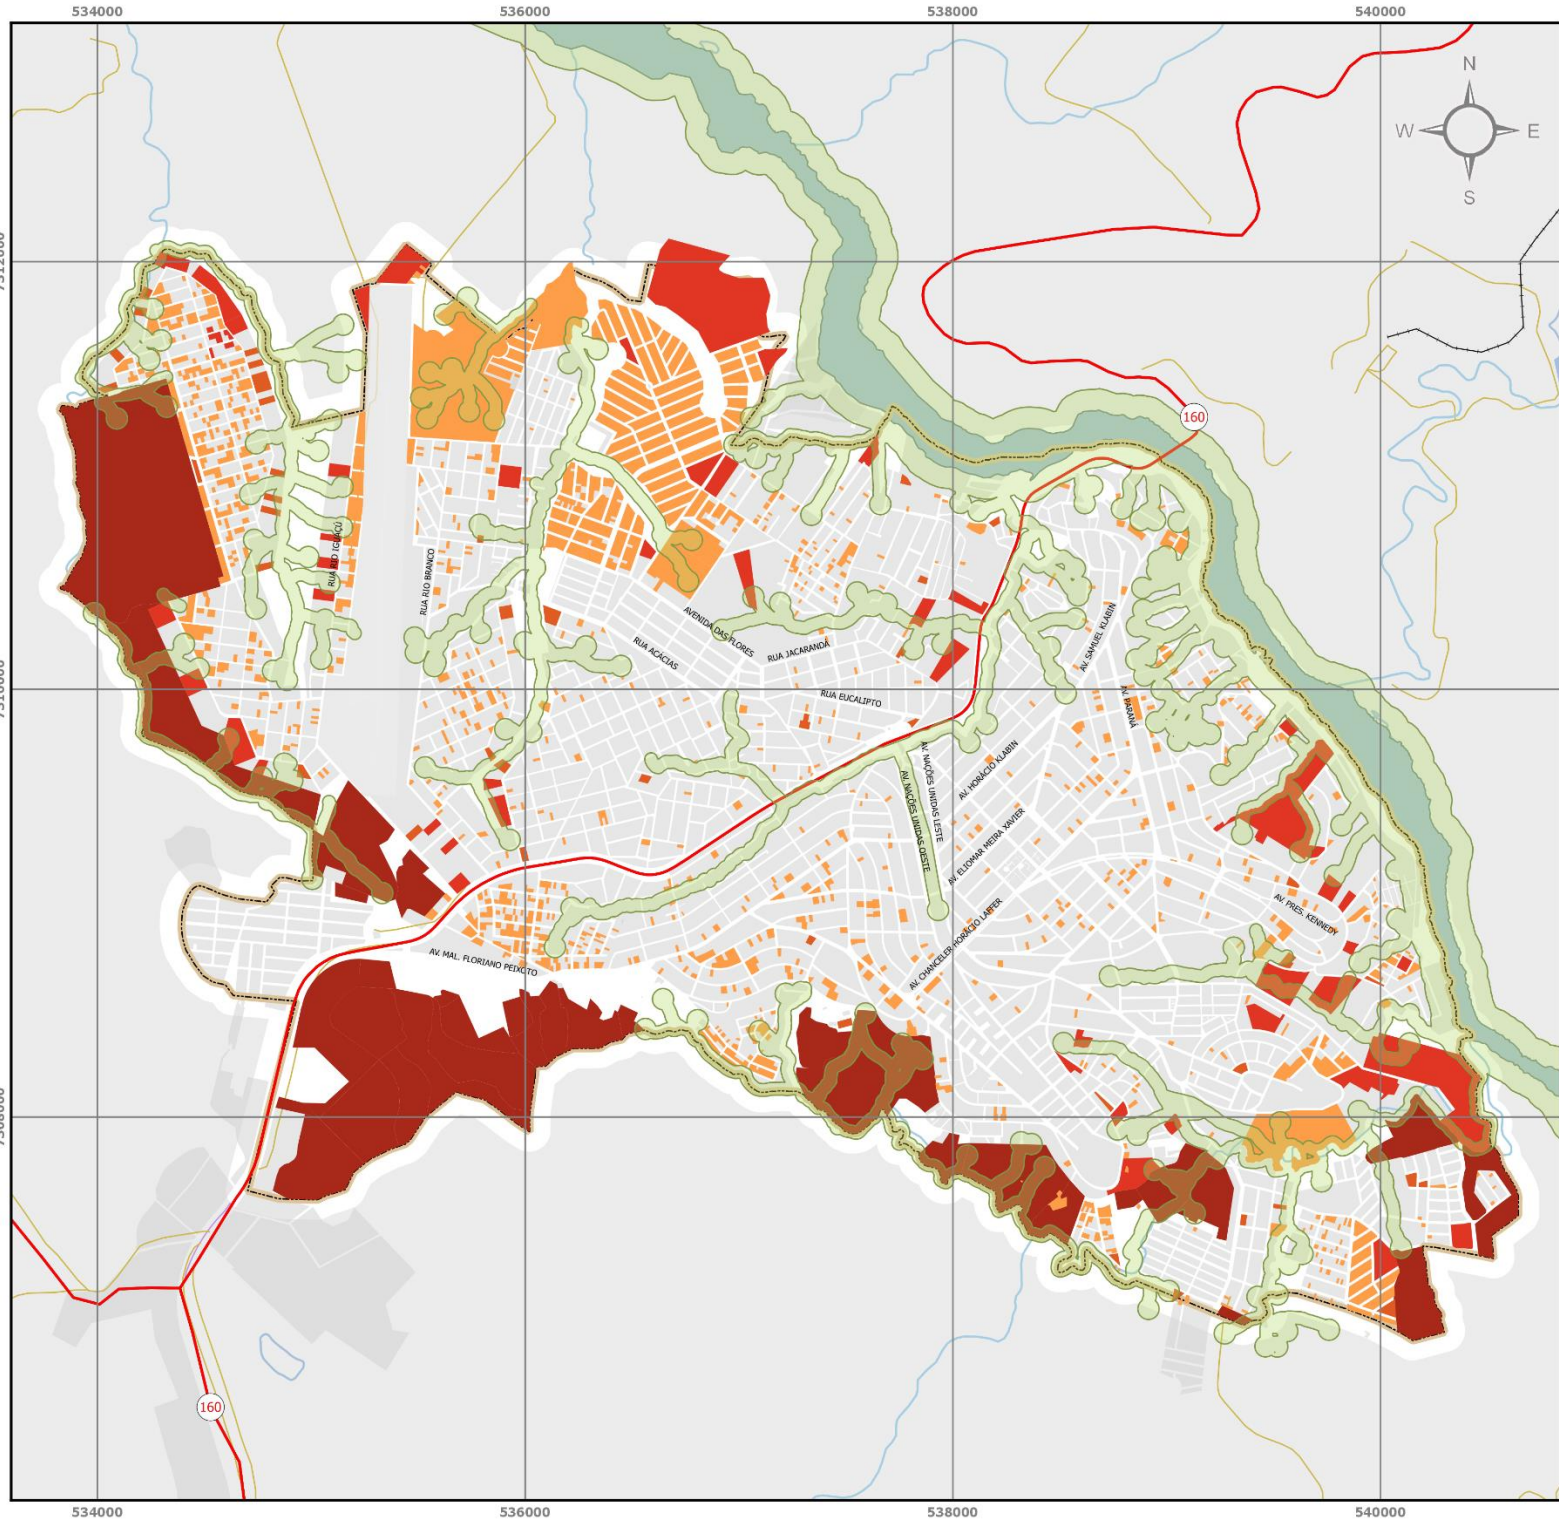 534000 536000 538000 540000
N
W E
S
160
RUA RIO IGUAÇU
RUA RIO BRANCO
AVENIDA DAS FLORES
RUA ACÁCIAS
RUA JACARANDÁ
RUA EUCALIPTO
AV. SAMUEL KLABIN
AV. PARANÁ
AV. NAÇÕES UNIDAS LESTE
AV. NAÇÕES UNIDAS OESTE
AV. HORÁCIO KLABIN
AV. ELIOMAR MEIRA XAVIER
AV. CHANCELER HORÁCIO LAFFER
AV. PRES. KENNEDY
AV. MAL. FLORIANO PEIXOTO
160
534000 536000 538000 540000